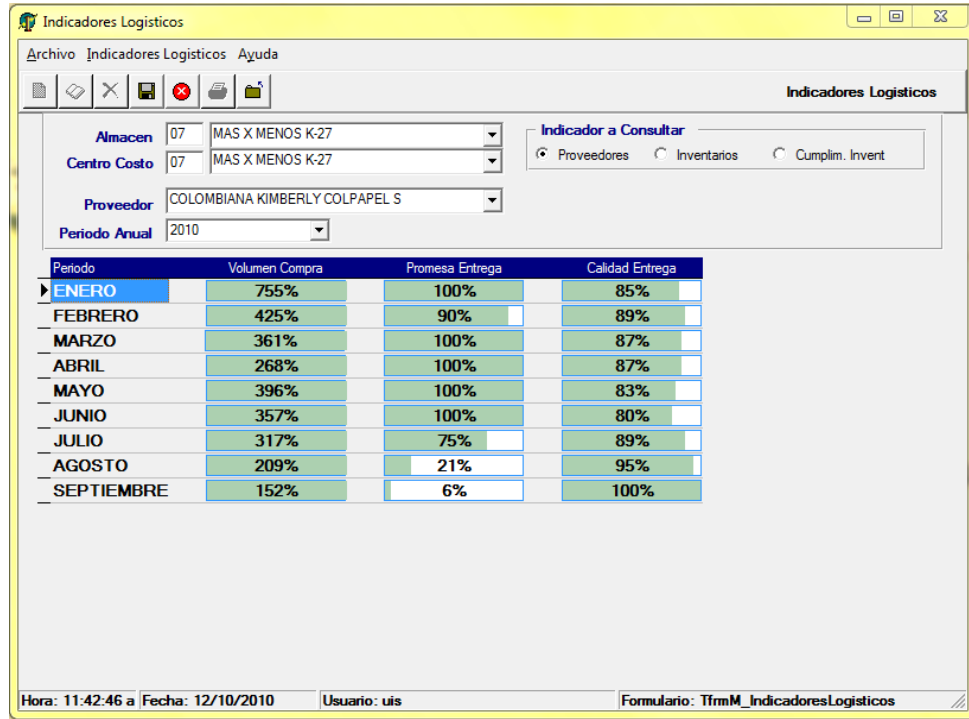 Indicadores Logisticos
Archivo Indicadores Logisticos Ayuda
Indicadores Logisticos
Almacen 07 MAS X MENOS K-27
Centro Costo 07 MAS X MENOS K-27
Indicador a Consultar
Proveedores Inventarios Cumplim. Invent
Proveedor COLOMBIANA KIMBERLY COLPAPEL S
Periodo Anual 2010
Periodo Volumen Compra Promesa Entrega Calidad Entrega
ENERO 755% 100% 85%
FEBRERO 425% 90% 89%
MARZO 361% 100% 87%
ABRIL 268% 100% 87%
MAYO 396% 100% 83%
JUNIO 357% 100% 80%
JULIO 317% 75% 89%
AGOSTO 209% 21% 95%
SEPTIEMBRE 152% 6% 100%
Hora: 11:42:46 a Fecha: 12/10/2010 Usuario: uis Formulario: TfrmM_IndicadoresLogisticos